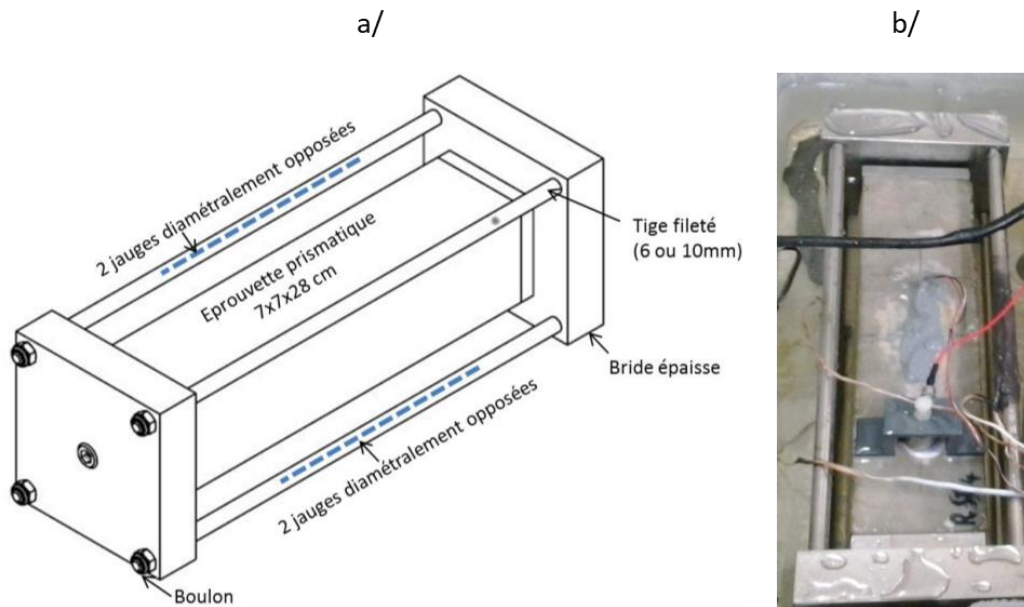 a/
b/
2 jauges diamétralement opposées
Eprouvette prismatique
7x7x28 cm
Tige fileté
(6 ou 10mm)
Bride épaisse
2 jauges diamétralement opposées
Boulon